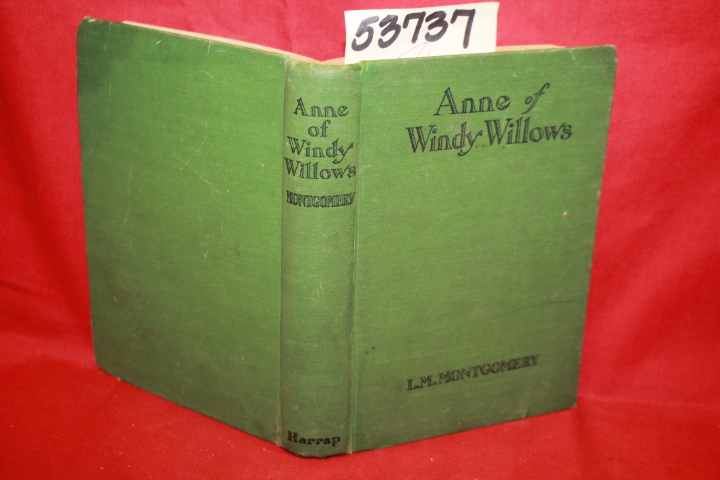 53737
Anne
of
Windy
Willows
MONTGOMERY
Harrap
Anne of
Windy Willows
L.M. MONTGOMERY